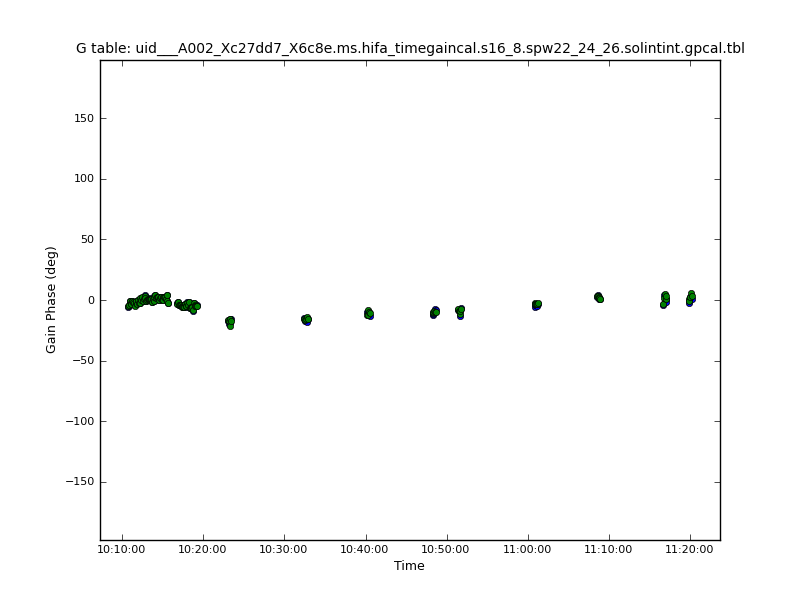 G table: uid___A002_Xc27dd7_X6c8e.ms.hifa_timegaincal.s16_8.spw22_24_26.solintint.gpcal.tbl
150
100
50
0
−50
−100
−150
Gain Phase (deg)
10:10:00 10:20:00 10:30:00 10:40:00 10:50:00 11:00:00 11:10:00 11:20:00
Time